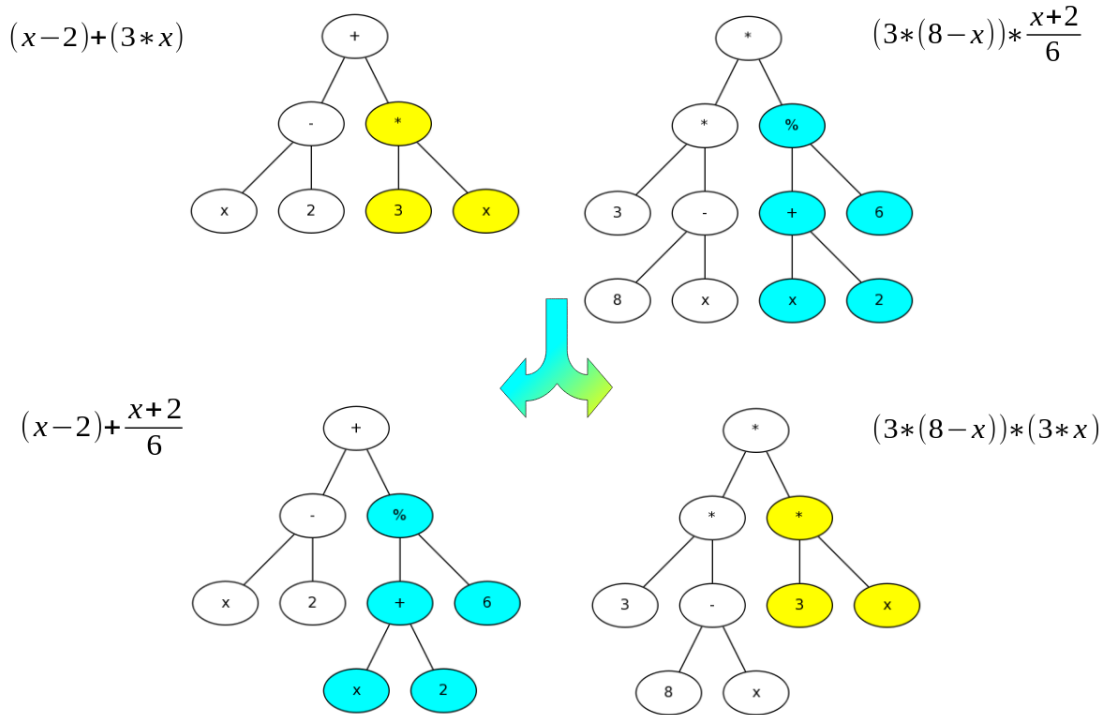 (x−2)+(3∗x)
+
-
*
x
2
3
x
(3∗(8−x))∗(x+2)/6
*
*
%
3
-
+
6
8
x
x
2
(x−2)+(x+2)/6
+
-
%
x
2
+
6
x
2
(3∗(8−x))∗(3∗x)
*
*
*
3
-
3
x
8
x